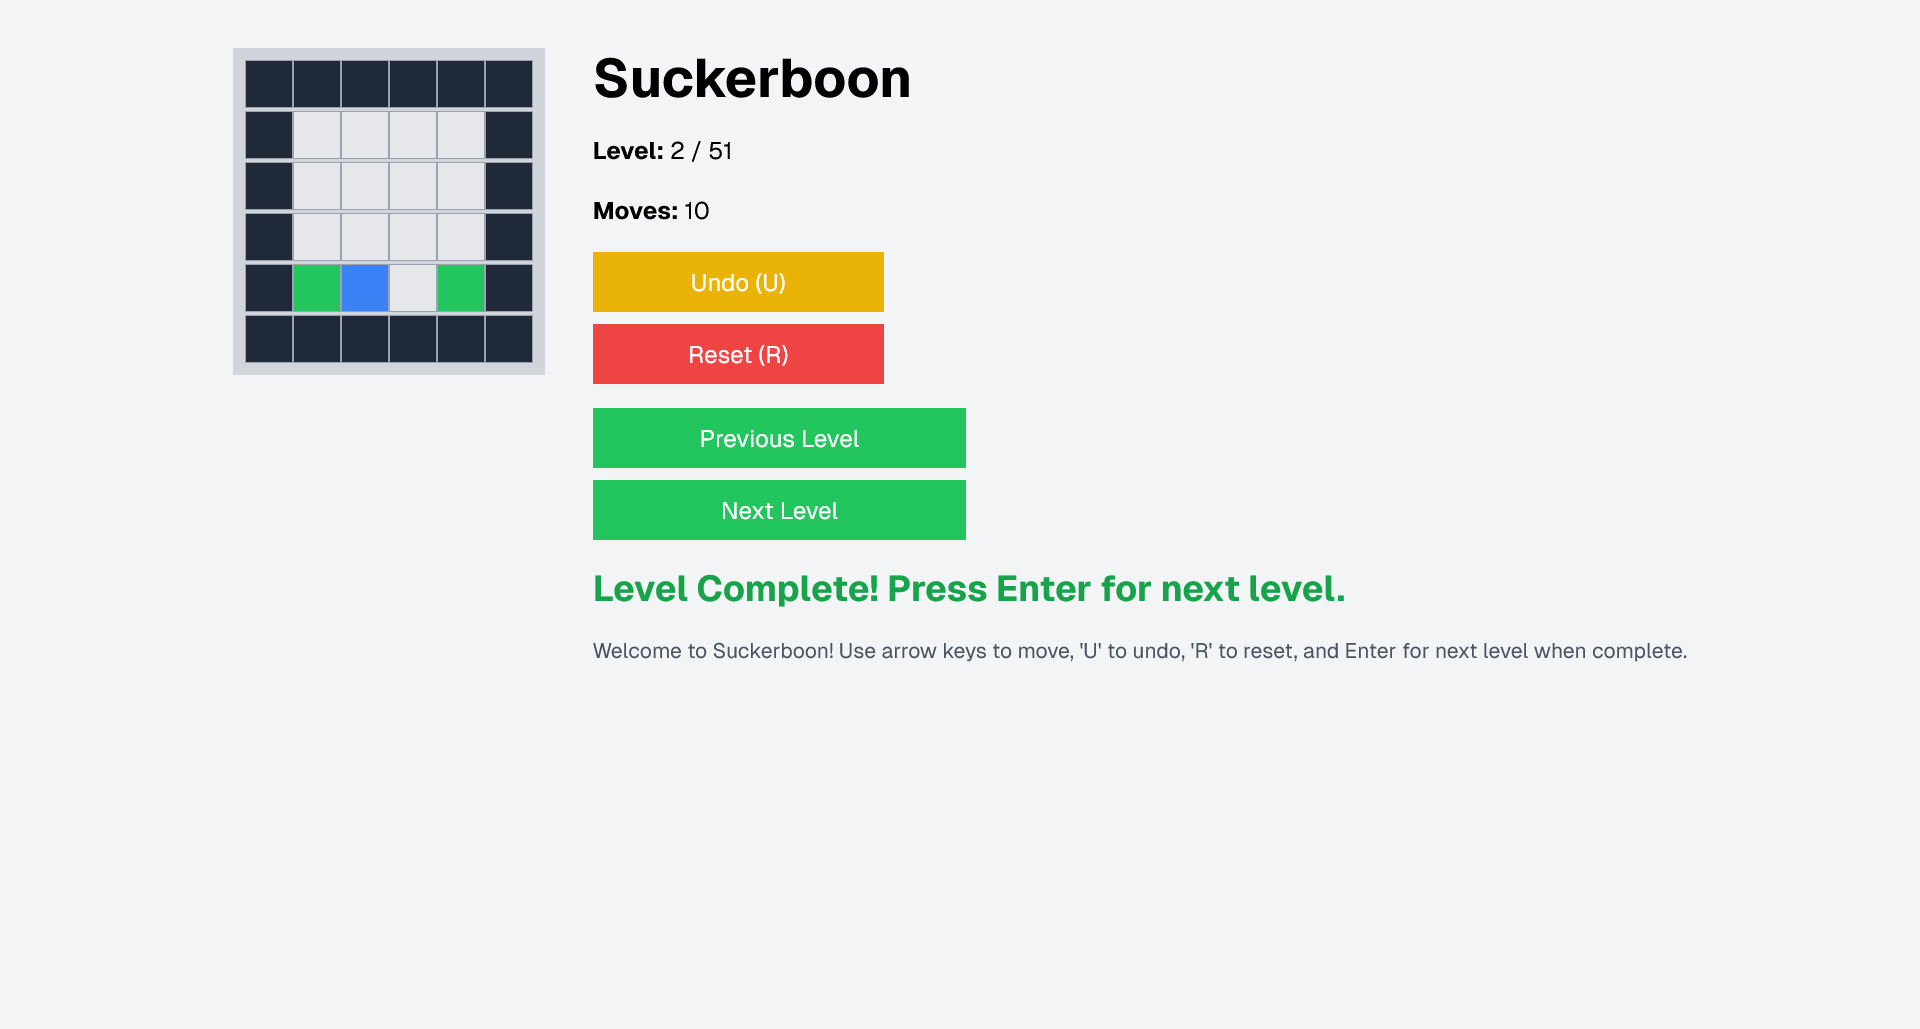 Suckerboon
Level: 2 / 51
Moves: 10
Undo (U)
Reset (R)
Previous Level
Next Level
Level Complete! Press Enter for next level.
Welcome to Suckerboon! Use arrow keys to move, 'U' to undo, 'R' to reset, and Enter for next level when complete.